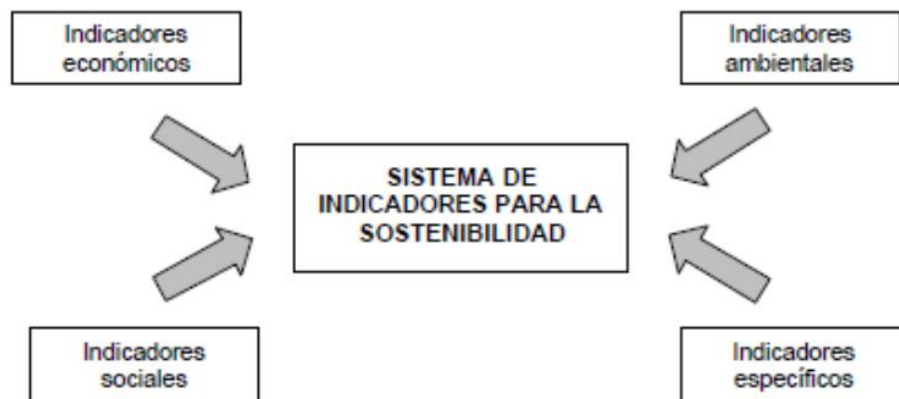 Indicadores
económicos
Indicadores
ambientales
SISTEMA DE
INDICADORES PARA LA
SOSTENIBILIDAD
Indicadores
sociales
Indicadores
específicos